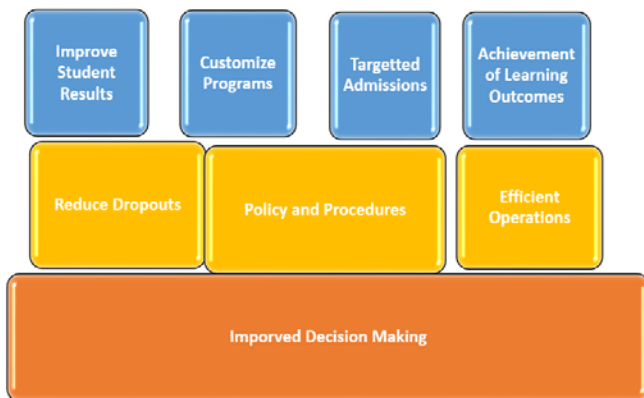 Improve
Student
Results
Customize
Programs
Targetted
Admissions
Achievement
of Learning
Outcomes
Reduce Dropouts
Policy and Procedures
Efficient
Operations
Imporved Decision Making